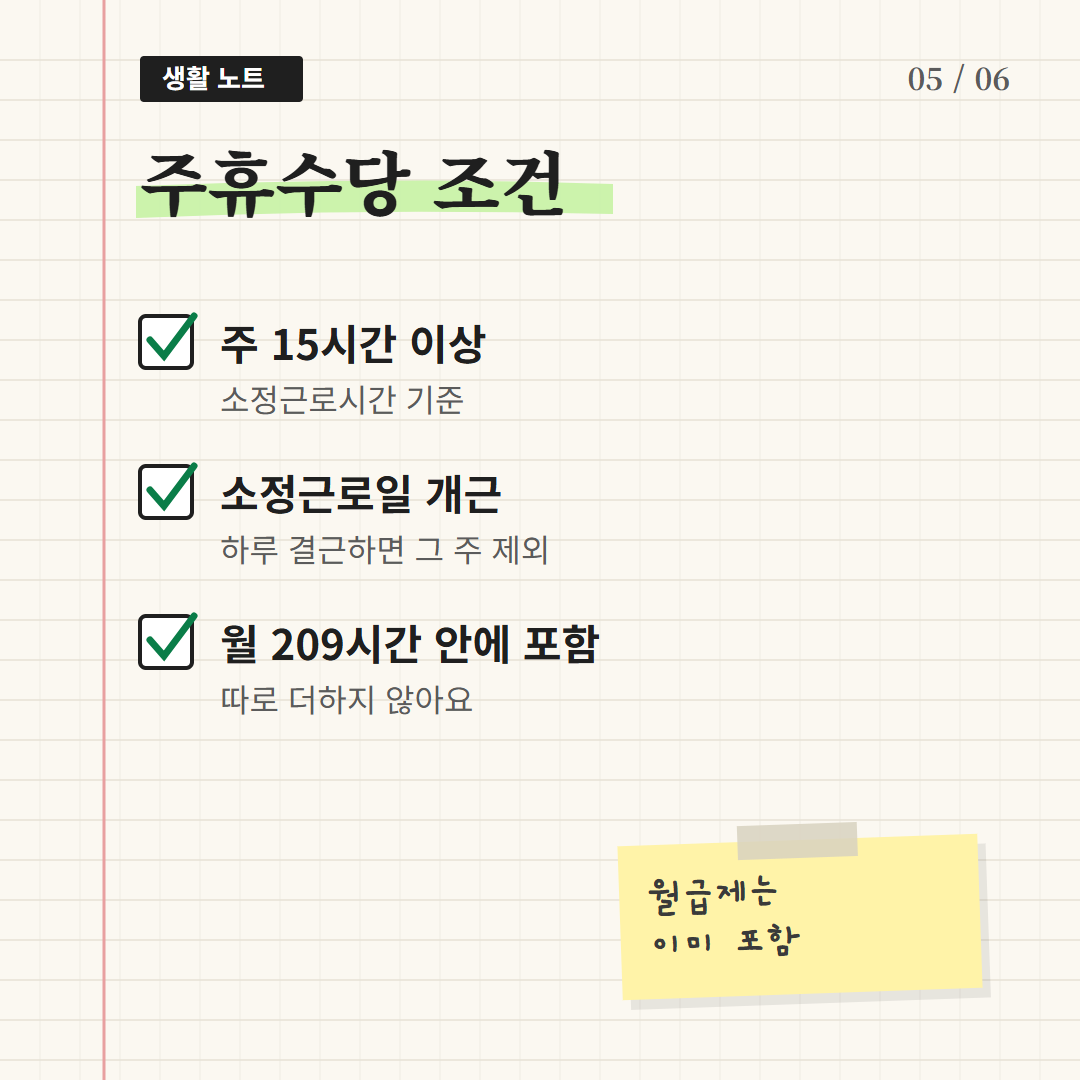 생활 노트
05 / 06
주휴수당 조건
주 15시간 이상
소정근로시간 기준
소정근로일 개근
하루 결근하면 그 주 제외
월 209시간 안에 포함
따로 더하지 않아요
월급제는
이미 포함